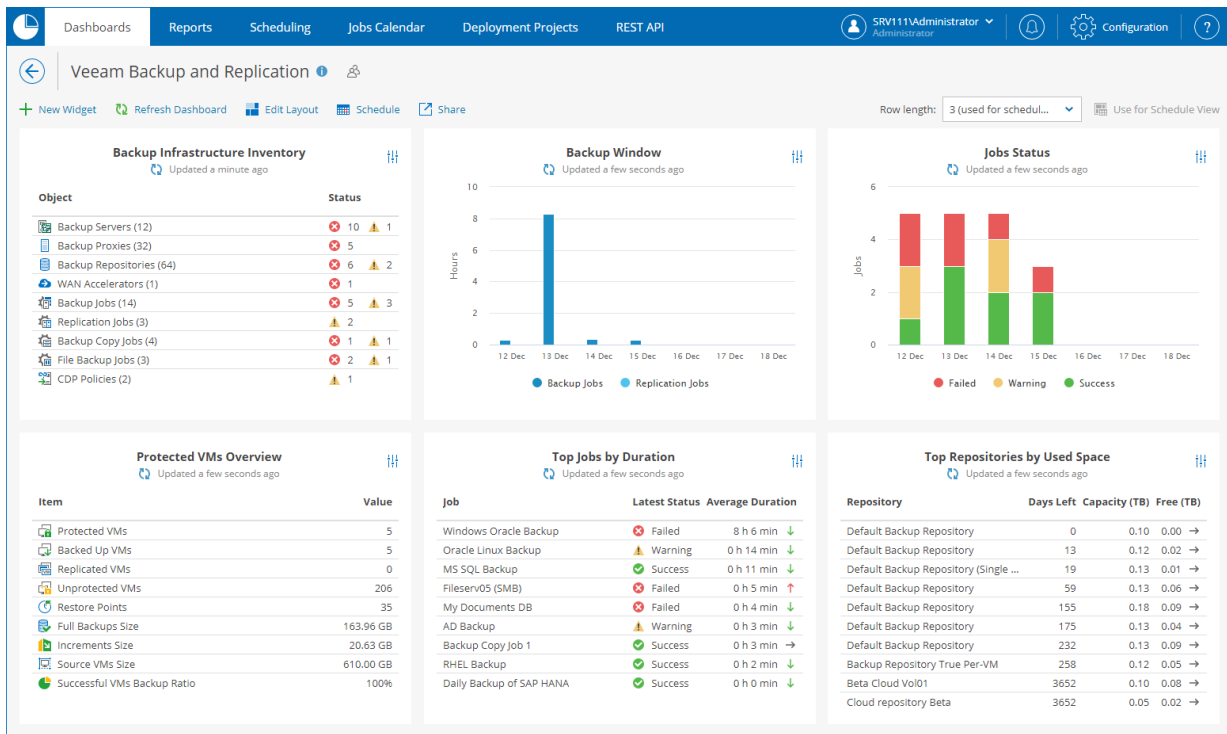 Dashboards Reports Scheduling Jobs Calendar Deployment Projects REST API SRV111\Administrator Administrator Configuration ?
Veeam Backup and Replication i
New Widget Refresh Dashboard Edit Layout Schedule Share Row length: 3 (used for schedul... Use for Schedule View
Backup Infrastructure Inventory
Updated a minute ago
Object Status
Backup Servers (12) 10 1
Backup Proxies (32) 5
Backup Repositories (64) 6 2
WAN Accelerators (1) 1
Backup Jobs (14) 5 3
Replication Jobs (3) 2
Backup Copy Jobs (4) 1 1
File Backup Jobs (3) 2 1
CDP Policies (2) 1
Backup Window
Updated a few seconds ago
10
8
6
4
2
0
Hours
12 Dec 13 Dec 14 Dec 15 Dec 16 Dec 17 Dec 18 Dec
Backup Jobs Replication Jobs
Jobs Status
Updated a few seconds ago
6
4
2
0
Jobs
12 Dec 13 Dec 14 Dec 15 Dec 16 Dec 17 Dec 18 Dec
Failed Warning Success
Protected VMs Overview
Updated a few seconds ago
Item Value
Protected VMs 5
Backed Up VMs 5
Replicated VMs 0
Unprotected VMs 206
Restore Points 35
Full Backups Size 163.96 GB
Increments Size 20.63 GB
Source VMs Size 610.00 GB
Successful VMs Backup Ratio 100%
Top Jobs by Duration
Updated a few seconds ago
Job Latest Status Average Duration
Windows Oracle Backup Failed 8 h 6 min ↓
Oracle Linux Backup Warning 0 h 14 min ↓
MS SQL Backup Success 0 h 11 min ↓
Fileserv05 (SMB) Failed 0 h 5 min ↑
My Documents DB Failed 0 h 4 min ↓
AD Backup Warning 0 h 3 min ↓
Backup Copy Job 1 Success 0 h 3 min →
RHEL Backup Success 0 h 2 min ↓
Daily Backup of SAP HANA Success 0 h 0 min ↓
Top Repositories by Used Space
Updated a few seconds ago
Repository Days Left Capacity (TB) Free (TB)
Default Backup Repository 0 0.10 0.00 →
Default Backup Repository 13 0.12 0.02 →
Default Backup Repository (Single ... 19 0.13 0.01 →
Default Backup Repository 59 0.13 0.06 →
Default Backup Repository 155 0.18 0.09 →
Default Backup Repository 175 0.13 0.04 →
Default Backup Repository 232 0.13 0.09 →
Backup Repository True Per-VM 258 0.12 0.05 →
Beta Cloud Vol01 3652 0.10 0.08 →
Cloud repository Beta 3652 0.05 0.02 →